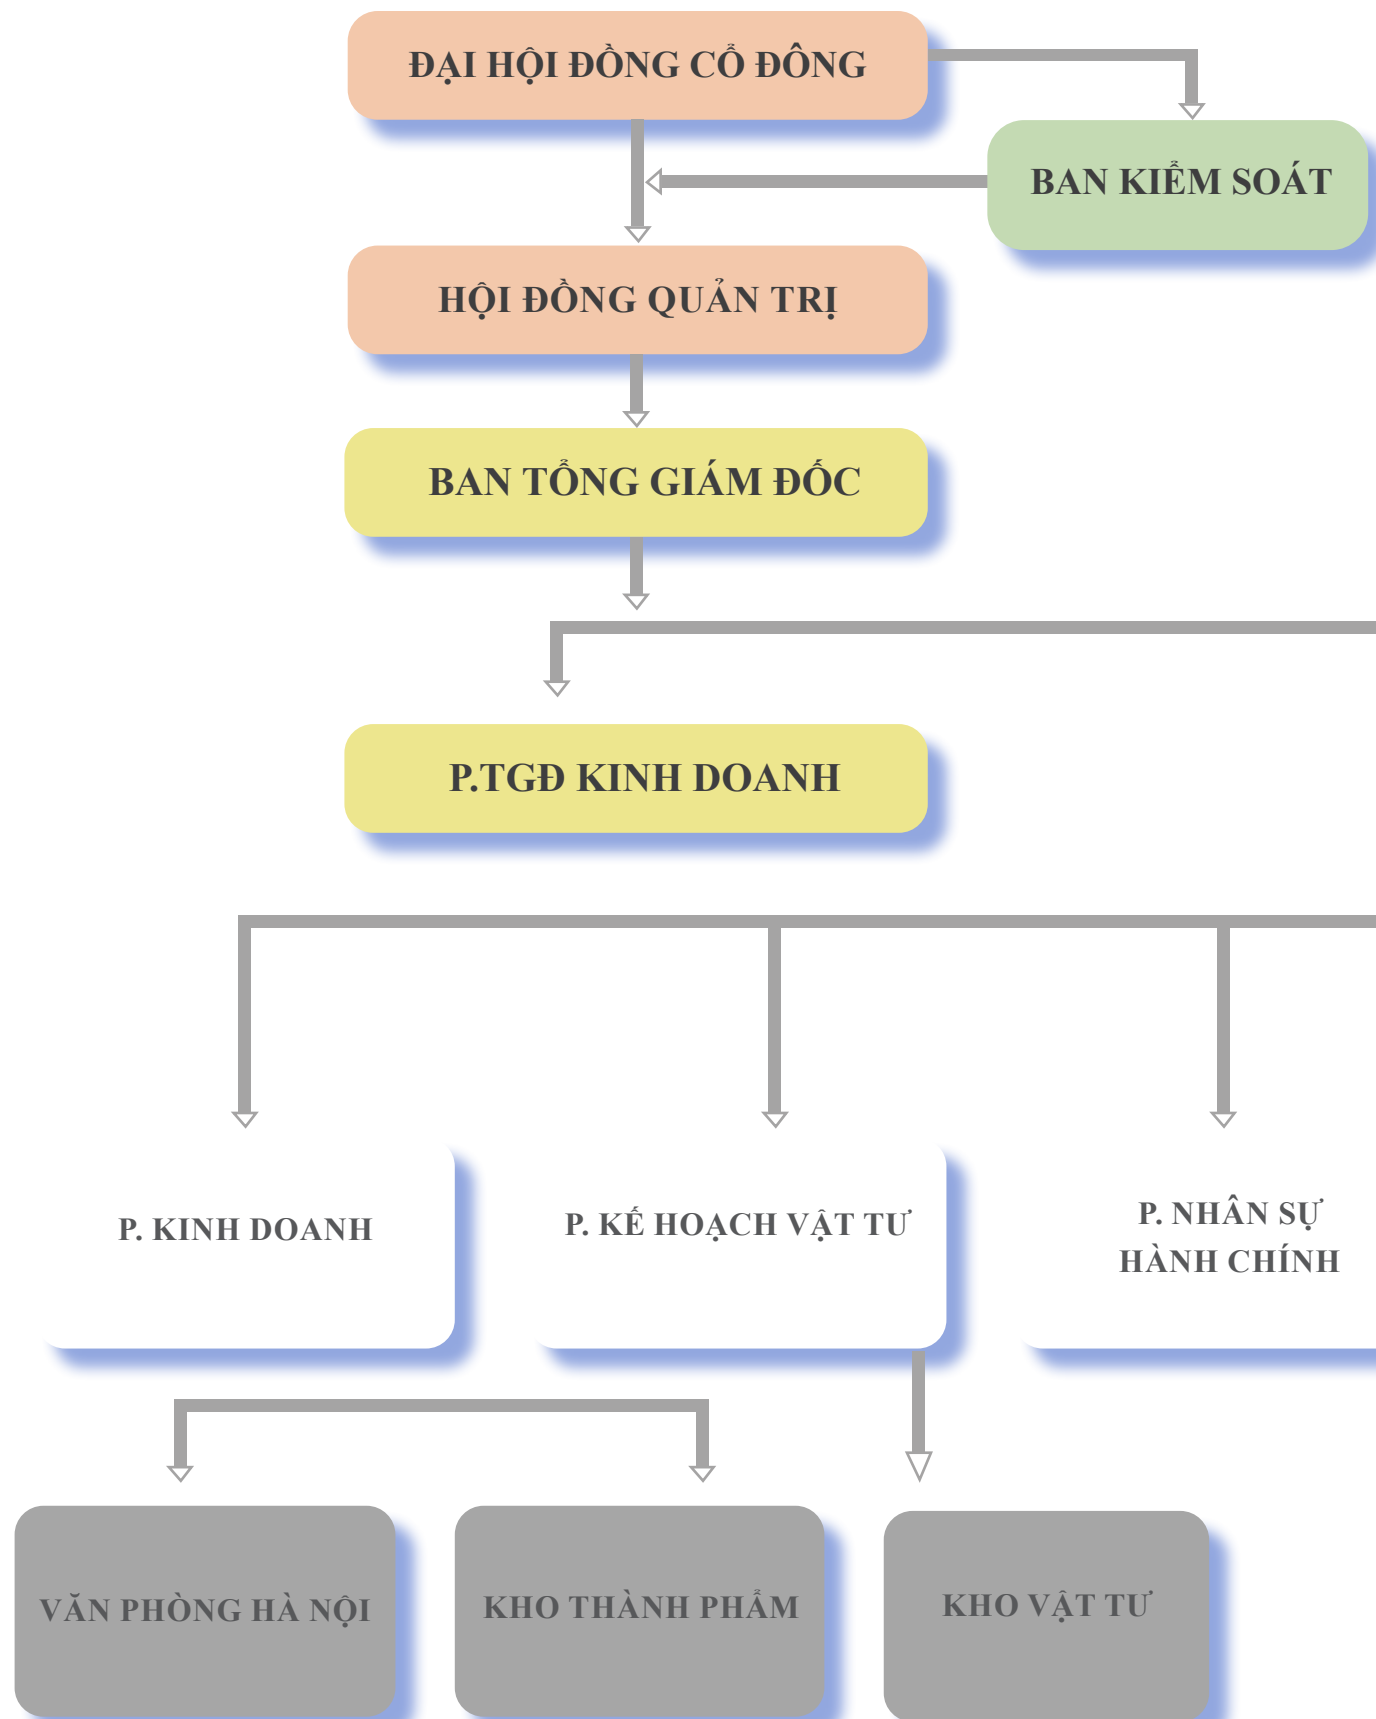 ĐẠI HỘI ĐỒNG CỔ ĐÔNG
BAN KIỂM SOÁT
HỘI ĐỒNG QUẢN TRỊ
BAN TỔNG GIÁM ĐỐC
P.TGĐ KINH DOANH
P. KINH DOANH
P. KẾ HOẠCH VẬT TƯ
P. NHÂN SỰ
HÀNH CHÍNH
VĂN PHÒNG HÀ NỘI
KHO THÀNH PHẨM
KHO VẬT TƯ